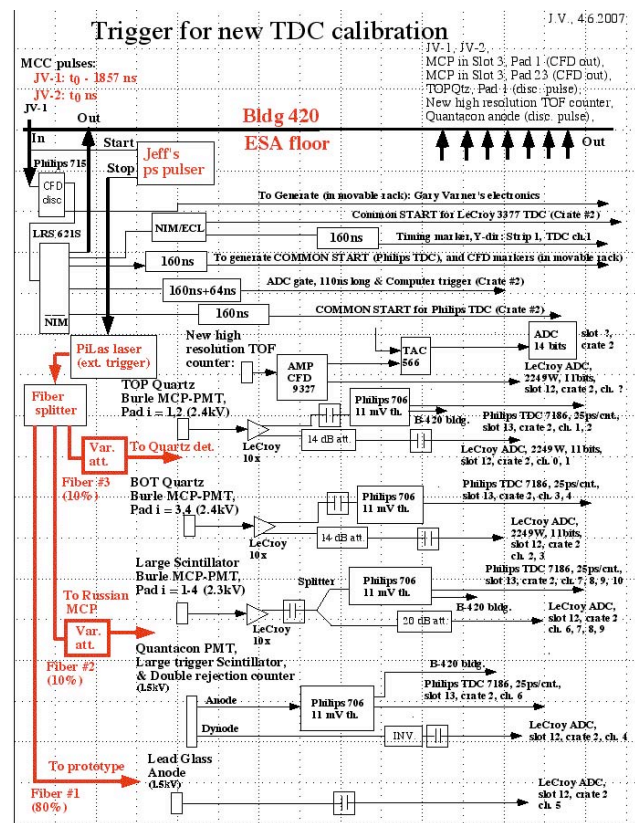 J.V., 4.6.2007
Trigger for new TDC calibration
MCC pulses:
JV-1: t0 - 1857 ns
JV-2: t0 ns
JV-1
JV-1, JV-2,
MCP in Slot 3, Pad 1 (CFD out),
MCP in Slot 3, Pad 23 (CFD out),
TOPQtz, Pad 1 (disc. pulse),
New high resolution TOF counter,
Quantacon anode (disc. pulse),
Out
Bldg 420
In
Start
ESA floor
Out
Philips 715
Stop
Jeff's
ps pulser
CFD
disc
To Generate (in movable rack): Gary Varner's electronics
Common START for LeCroy 3377 TDC (Crate #2)
LRS 621S
NIM/ECL
160ns
Timing marker, Y-dir: Strip 1, TDC ch.1
160ns
To generate COMMON START (Philips TDC), and CFD markers (in movable rack)
160ns+64ns
ADC gate, 110ns long & Computer trigger (Crate #2)
160ns
COMMON START for Philips TDC (Crate #2)
NIM
PiLas laser
(ext. trigger)
New high
resolution TOF
counter:
AMP
CFD
9327
TAC
566
ADC
14 bits
slot ?,
crate 2
LeCroy ADC,
2249W, 11bits,
slot 12, crate 2, ch. ?
Fiber
splitter
TOP Quartz
Burle MCP-PMT,
Pad i = 1,2 (2.4kV)
Philips 706
11 mV th.
B-420 bldg.
Philips TDC 7186, 25ps/cnt.,
slot 13, crate 2, ch. 1, 2
LeCroy
10x
14 dB att.
LeCroy ADC, 2249W, 11bits,
slot 12, crate 2, ch. 0, 1
Var.
att.
To Quartz det.
Fiber #3
(10%)
BOT Quartz
Burle MCP-PMT,
Pad i = 3,4 (2.4kV)
Philips 706
11 mV th.
Philips TDC 7186, 25ps/cnt.,
slot 13, crate 2, ch. 3, 4
LeCroy
10x
14 dB att.
LeCroy ADC,
2249W, 11bits,
slot 12, crate 2
ch. 2, 3
Large Scintillator
Burle MCP-PMT,
Pad i = 1-4 (2.3kV)
Splitter
Philips 706
11 mV th.
Philips TDC 7186, 25ps/cnt.,
slot 13, crate 2, ch. 7, 8, 9, 10
B-420 bldg.
LeCroy
10x
20 dB att.
LeCroy ADC,
slot 12, crate 2
ch. 6, 7, 8, 9
To Russian
MCP
Var.
att.
Fiber #2
(10%)
Quantacon PMT,
Large trigger Scintillator,
& Double rejection counter
(1.5kV)
B-420 bldg.
Anode
Philips 706
11 mV th.
Philips TDC 7186, 25ps/cnt.,
slot 13, crate 2, ch. 6
Dynode
INV
LeCroy ADC,
slot 12, crate 2, ch. 4
To prototype
Fiber #1
(80%)
Lead Glass
Anode
(1.5kV)
LeCroy ADC,
slot 12, crate 2
ch. 5